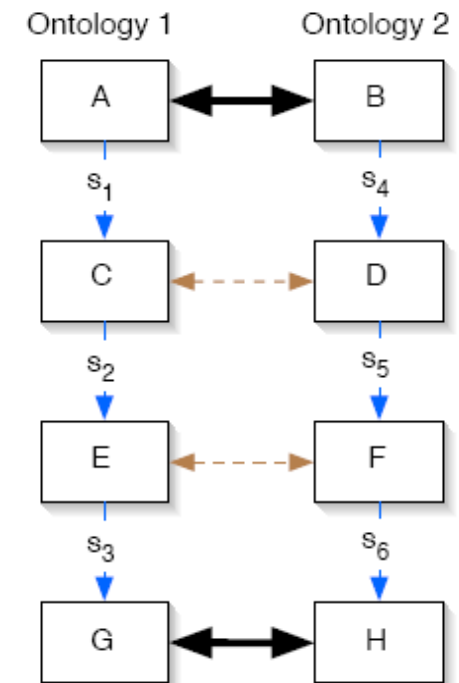 Ontology 1 Ontology 2
A B
s1 s4
C D
s2 s5
E F
s3 s6
G H